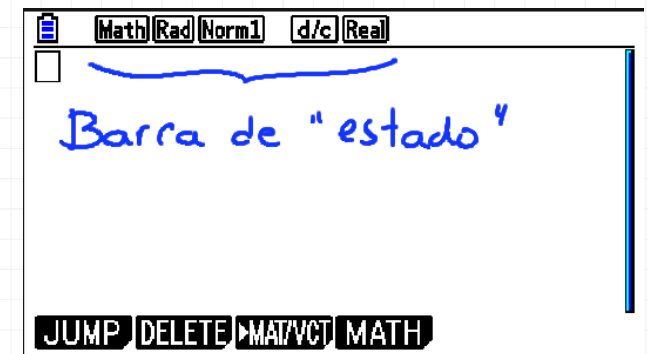 Math Rad Norm1 d/c Real
Barra de "estado"
JUMP DELETE ►MAT/VCT MATH